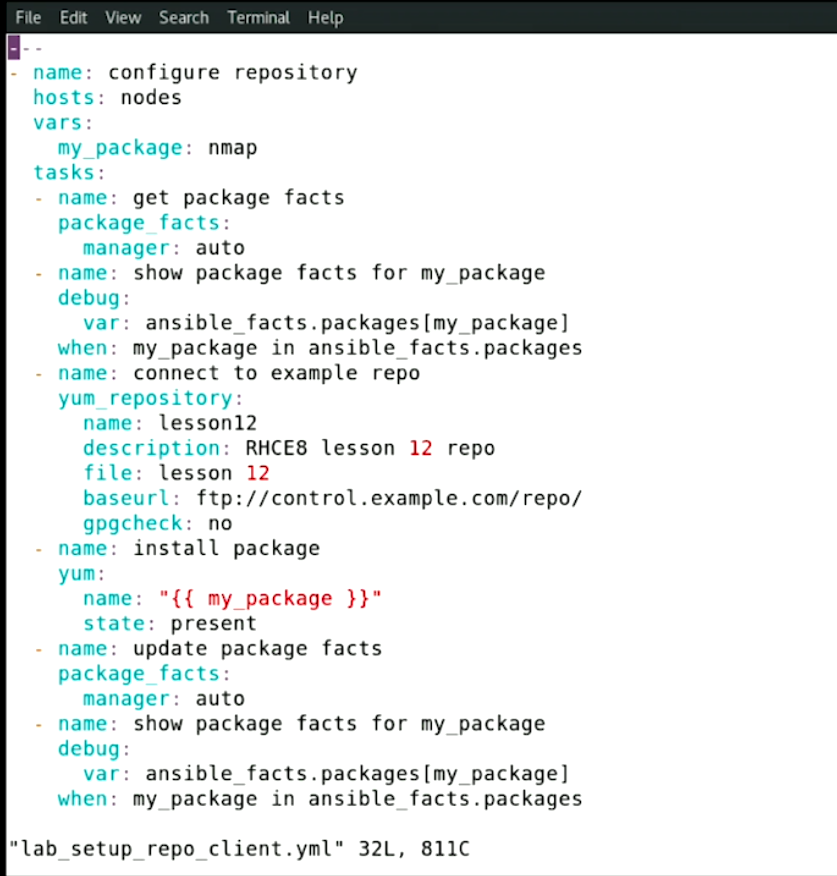 File Edit View Search Terminal Help
---
- name: configure repository
  hosts: nodes
  vars:
    my_package: nmap
  tasks:
  - name: get package facts
    package_facts:
      manager: auto
  - name: show package facts for my_package
    debug:
      var: ansible_facts.packages[my_package]
    when: my_package in ansible_facts.packages
  - name: connect to example repo
    yum_repository:
      name: lesson12
      description: RHCE8 lesson 12 repo
      file: lesson 12
      baseurl: ftp://control.example.com/repo/
      gpgcheck: no
  - name: install package
    yum:
      name: "{{ my_package }}"
      state: present
  - name: update package facts
    package_facts:
      manager: auto
  - name: show package facts for my_package
    debug:
      var: ansible_facts.packages[my_package]
    when: my_package in ansible_facts.packages
"lab_setup_repo_client.yml" 32L, 811C